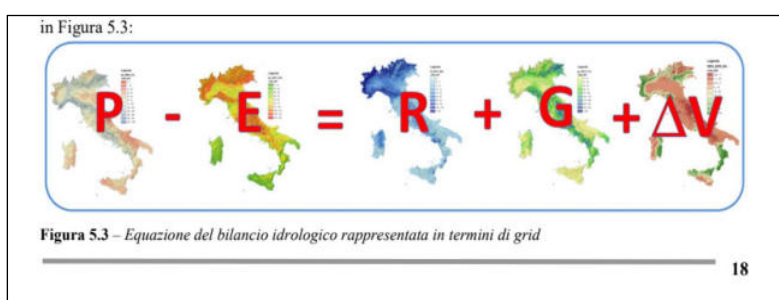 in Figura 5.3:
P - E = R + G + ΔV
Figura 5.3 – Equazione del bilancio idrologico rappresentata in termini di grid
18